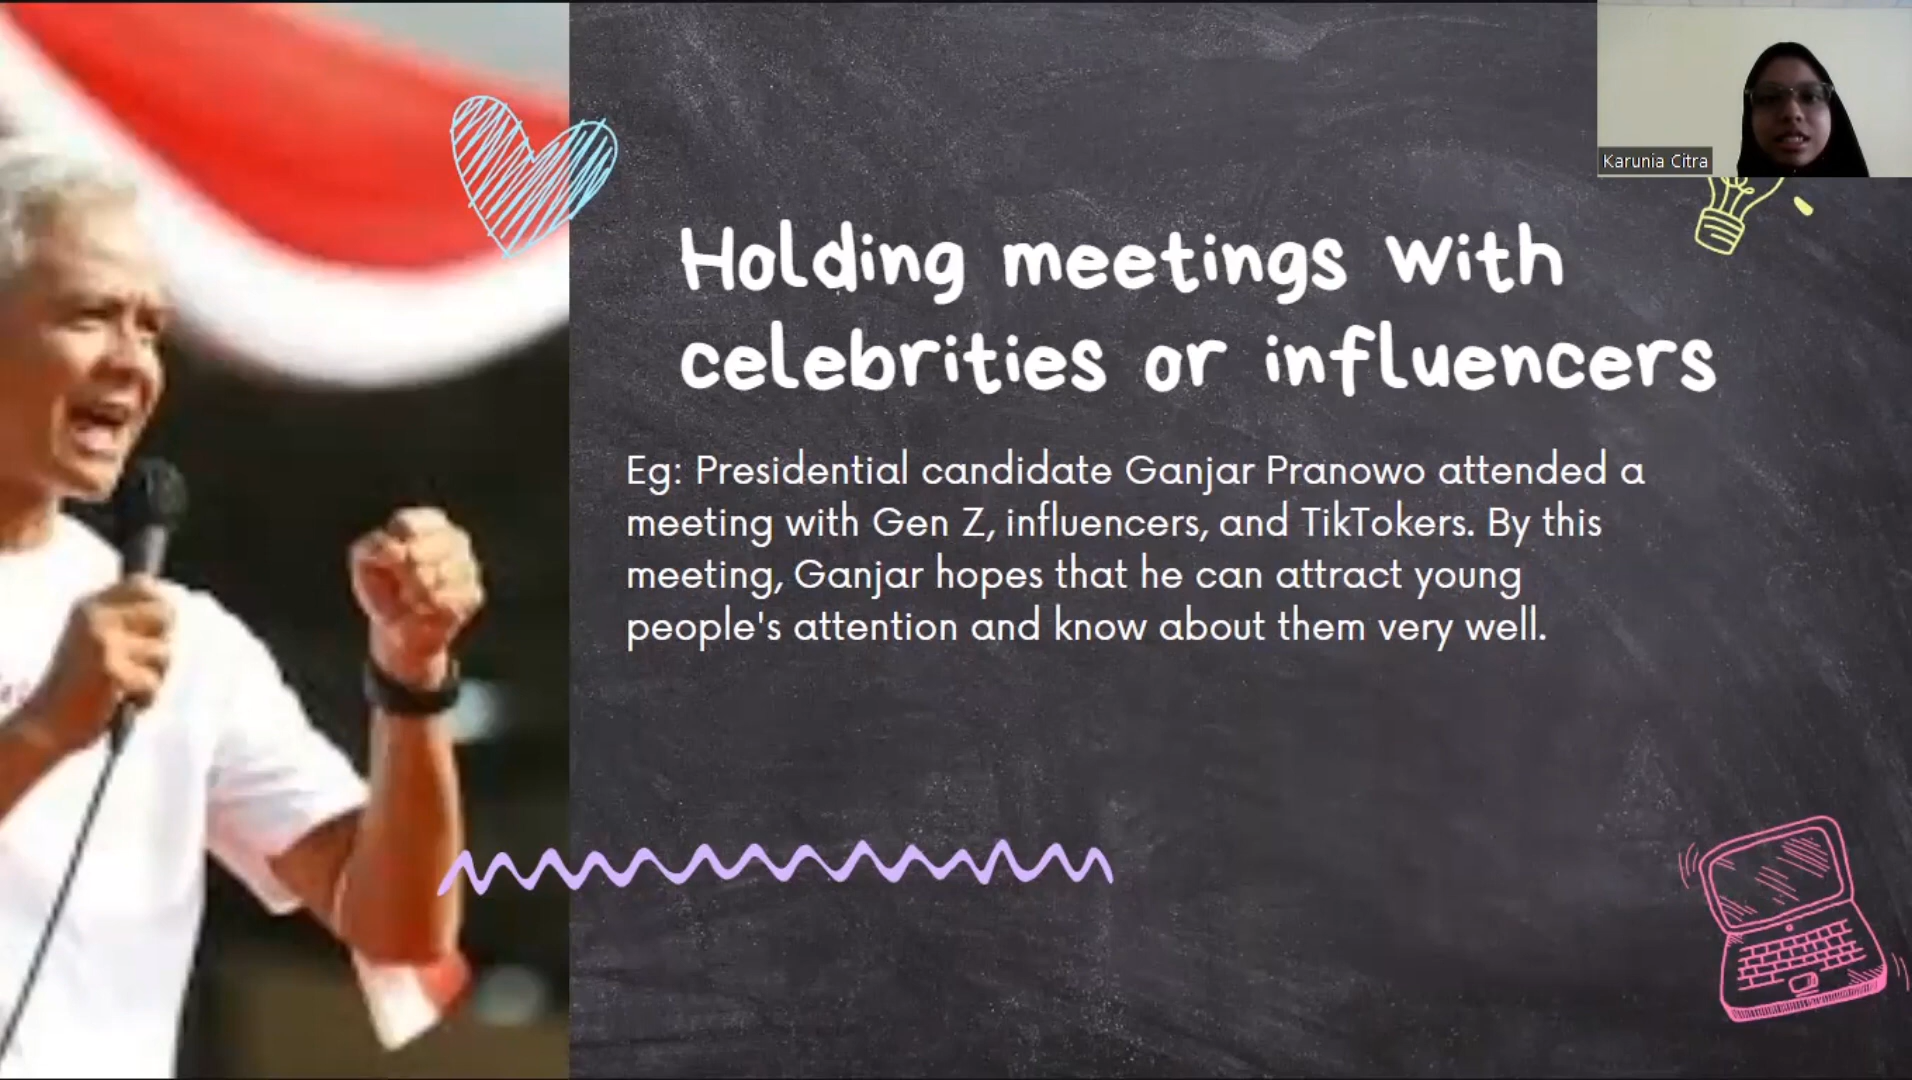 Karunia Citra
Holding meetings with
celebrities or influencers
Eg: Presidential candidate Ganjar Pranowo attended a
meeting with Gen Z, influencers, and TikTokers. By this
meeting, Ganjar hopes that he can attract young
people's attention and know about them very well.